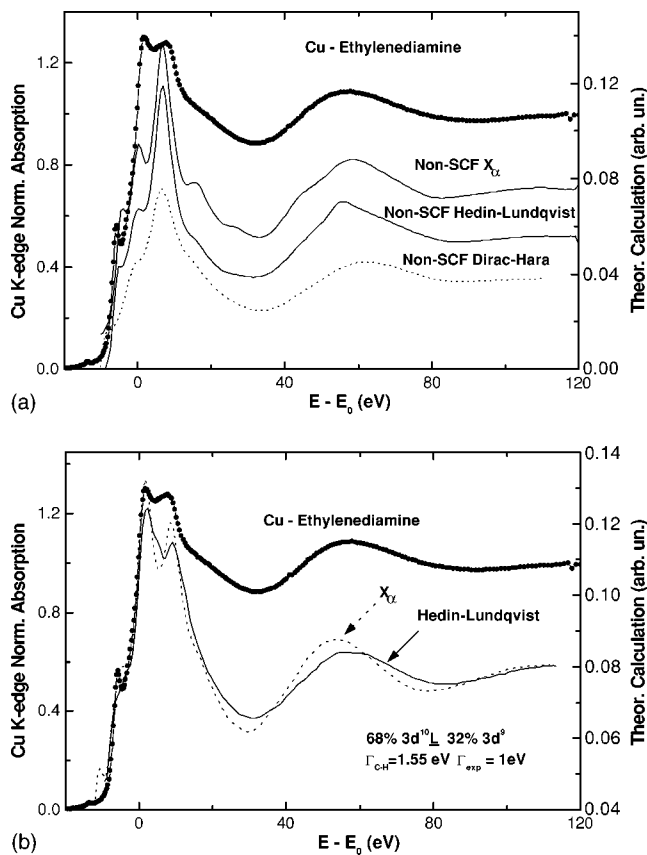 Cu - Ethylenediamine
1.2
0.8
0.4
0.0
Cu K-edge Norm. Absorption
0.12
0.08
0.04
0.00
Theor. Calculation (arb. un.)
Non-SCF Xα
Non-SCF Hedin-Lundqvist
Non-SCF Dirac-Hara
0 40 80 120
(a) E - E0 (eV)
Cu - Ethylenediamine
1.2
0.8
0.4
0.0
Cu K-edge Norm. Absorption
0.14
0.12
0.10
0.08
0.06
0.04
Theor. Calculation (arb. un.)
Xα
Hedin-Lundqvist
68% 3d¹⁰L 32% 3d⁹
ΓC-H=1.55 eV Γexp = 1eV
0 40 80 120
(b) E - E0 (eV)